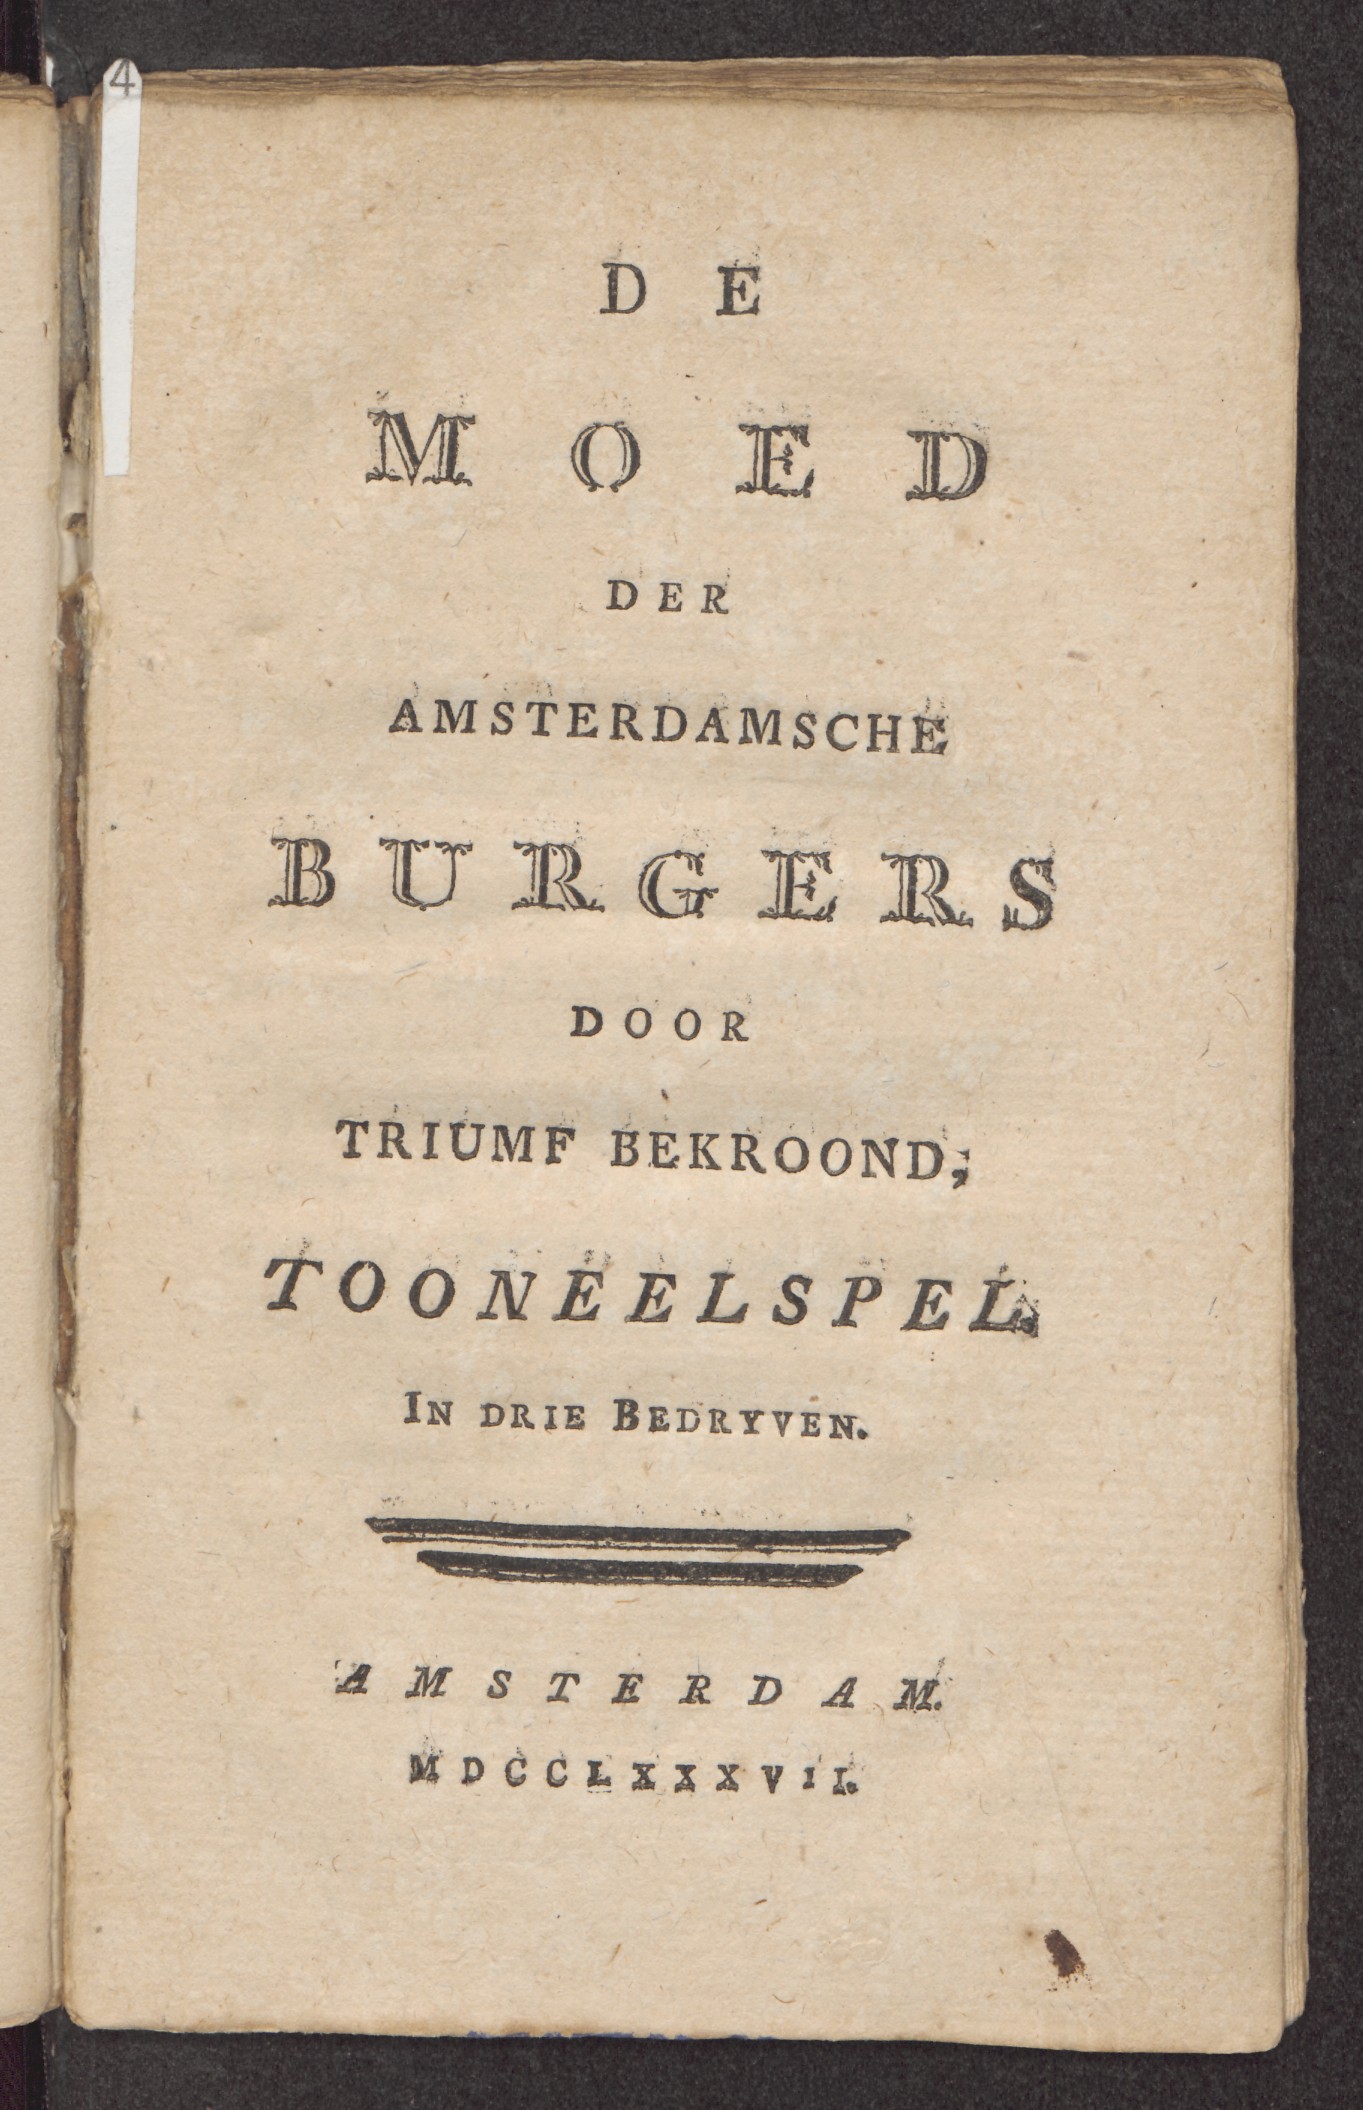 4
DE
MOED
DER
AMSTERDAMSCHE
BURGERS
DOOR
TRIUMF BEKROOND;
TOONEELSPEL.
IN DRIE BEDRYVEN.
AMSTERDAM.
MDCCLXXXVII.